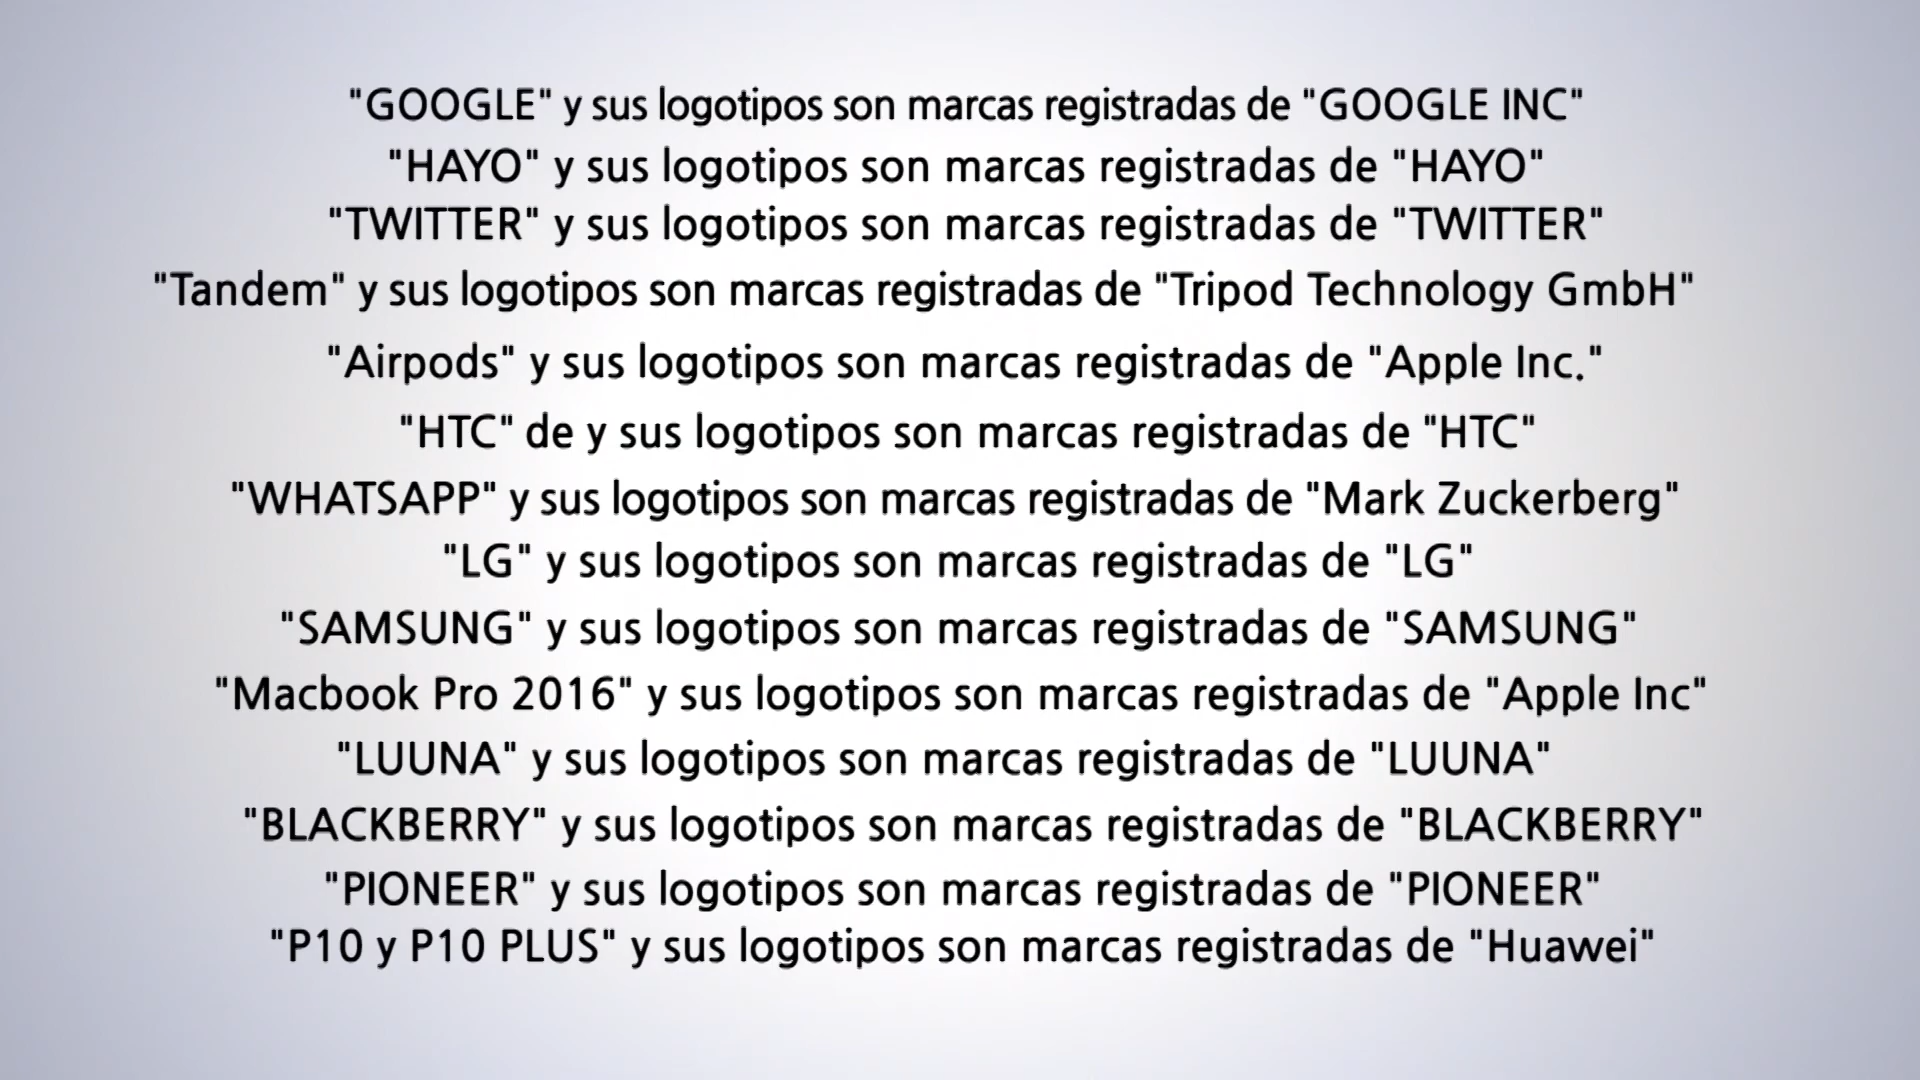 "GOOGLE" y sus logotipos son marcas registradas de "GOOGLE INC"
"HAYO" y sus logotipos son marcas registradas de "HAYO"
"TWITTER" y sus logotipos son marcas registradas de "TWITTER"
"Tandem" y sus logotipos son marcas registradas de "Tripod Technology GmbH"
"Airpods" y sus logotipos son marcas registradas de "Apple Inc."
"HTC" de y sus logotipos son marcas registradas de "HTC"
"WHATSAPP" y sus logotipos son marcas registradas de "Mark Zuckerberg"
"LG" y sus logotipos son marcas registradas de "LG"
"SAMSUNG" y sus logotipos son marcas registradas de "SAMSUNG"
"Macbook Pro 2016" y sus logotipos son marcas registradas de "Apple Inc"
"LUUNA" y sus logotipos son marcas registradas de "LUUNA"
"BLACKBERRY" y sus logotipos son marcas registradas de "BLACKBERRY"
"PIONEER" y sus logotipos son marcas registradas de "PIONEER"
"P10 y P10 PLUS" y sus logotipos son marcas registradas de "Huawei"